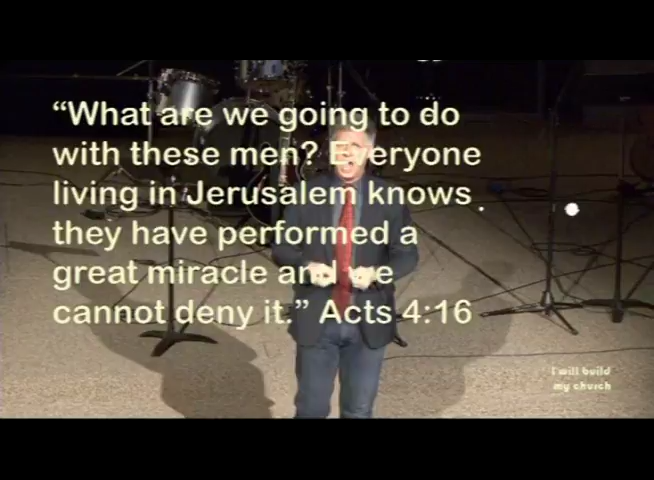 “What are we going to do
with these men? Everyone
living in Jerusalem knows
they have performed a
great miracle and we
cannot deny it.” Acts 4:16
I will build
my church